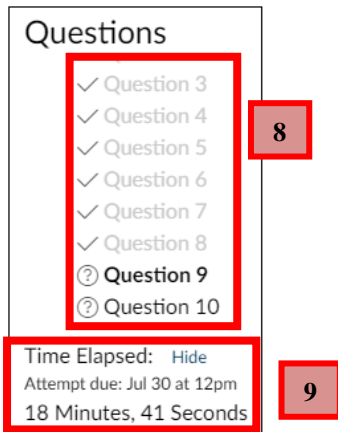 Questions
Question 3
Question 4
Question 5
Question 6
Question 7
Question 8
Question 9
Question 10
8
Time Elapsed: Hide
Attempt due: Jul 30 at 12pm
18 Minutes, 41 Seconds
9